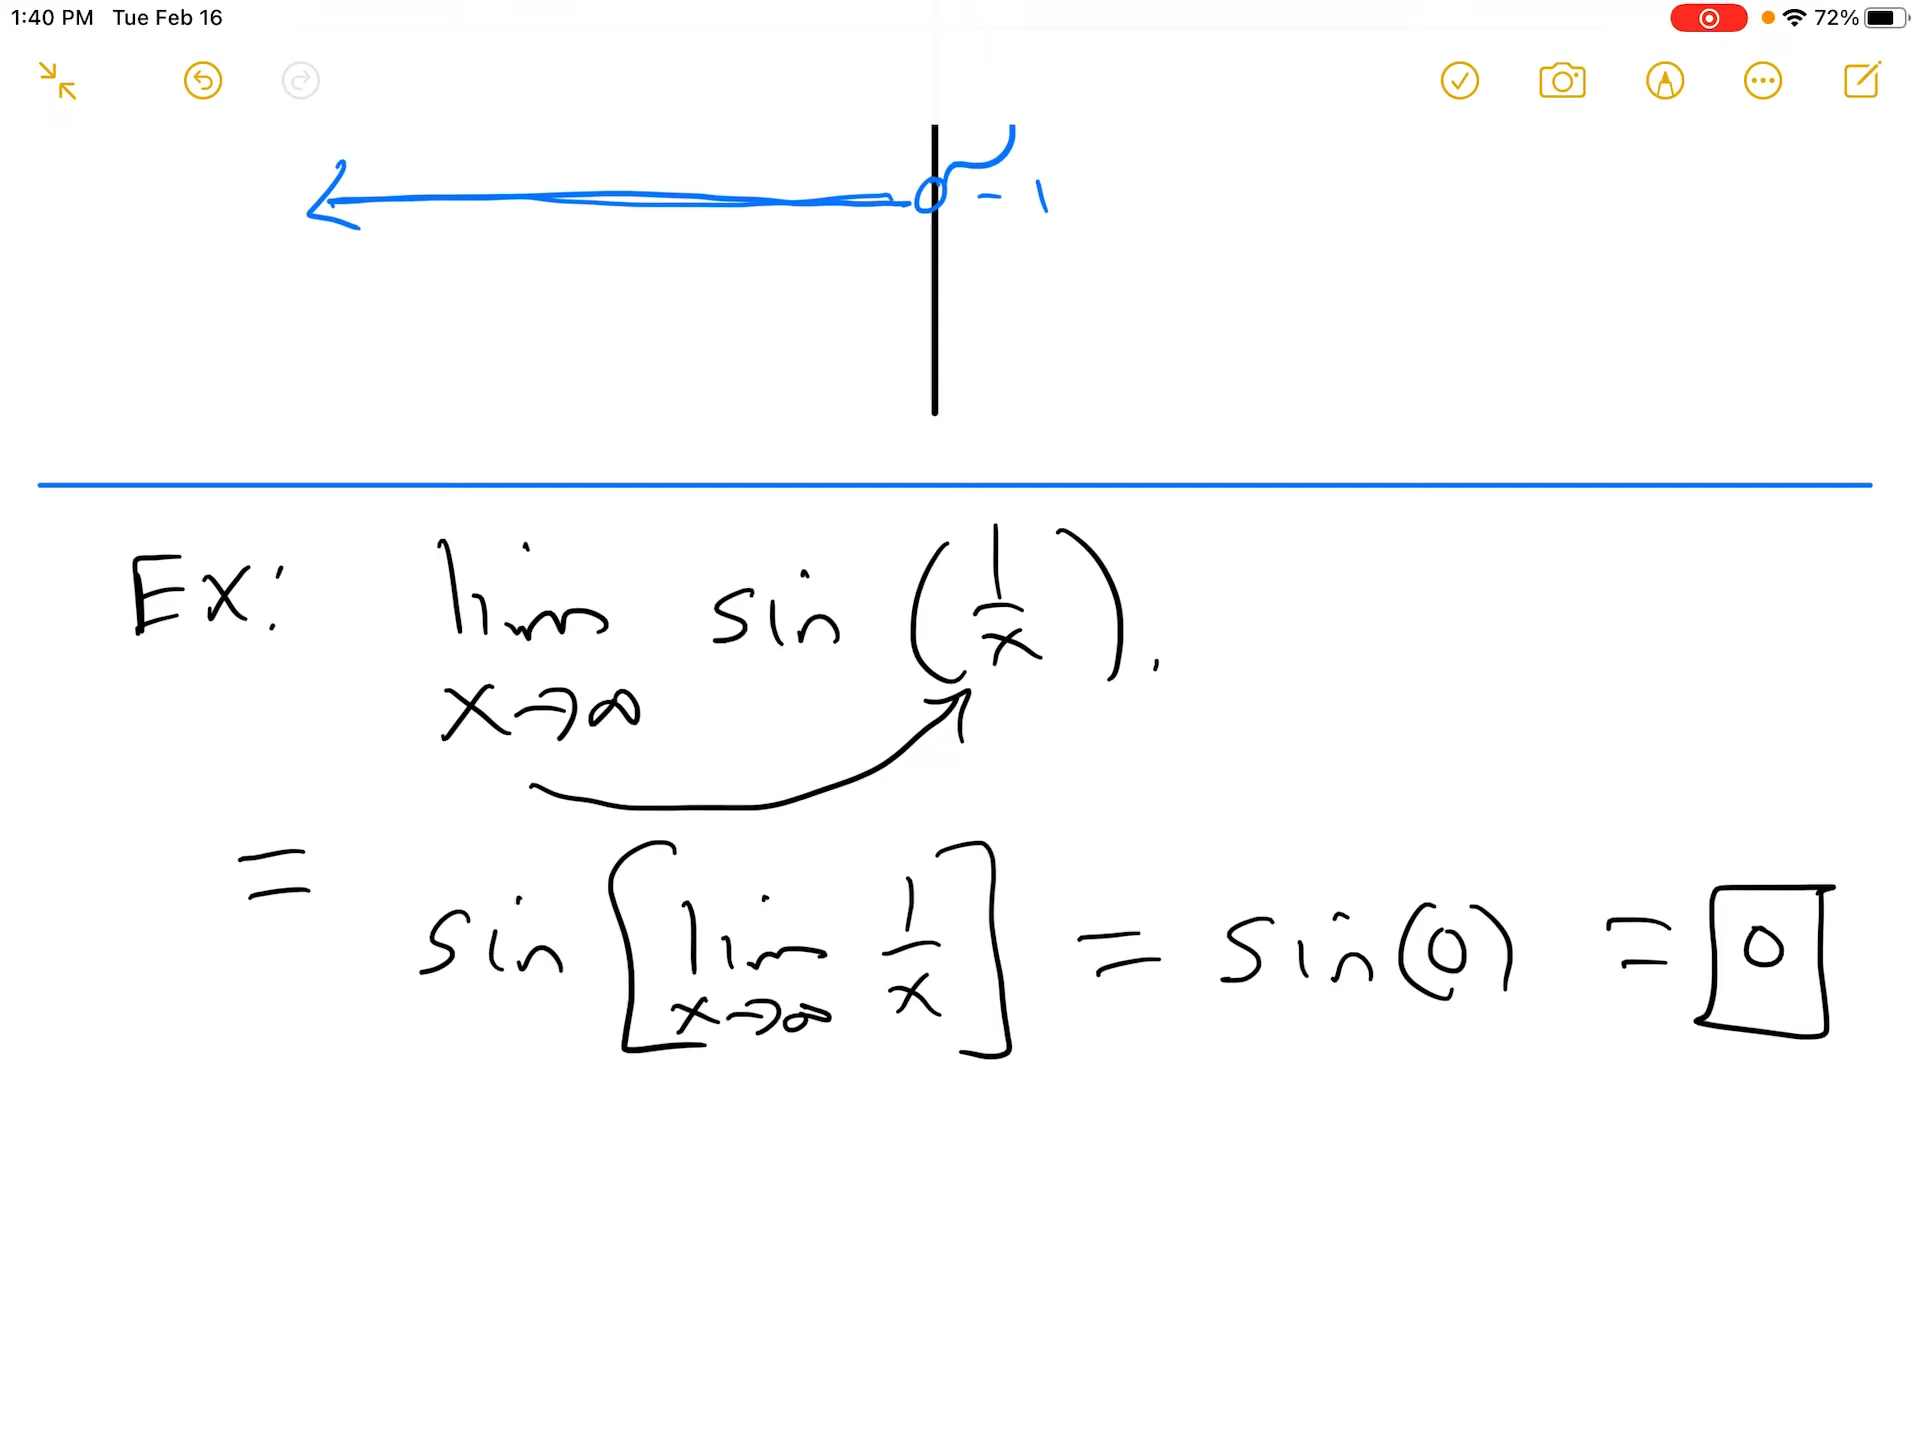 1:40 PM Tue Feb 16 72%
- 1
Ex: lim sin (1/x).
x→∞
= sin [lim 1/x] = sin(0) = 0
x→∞